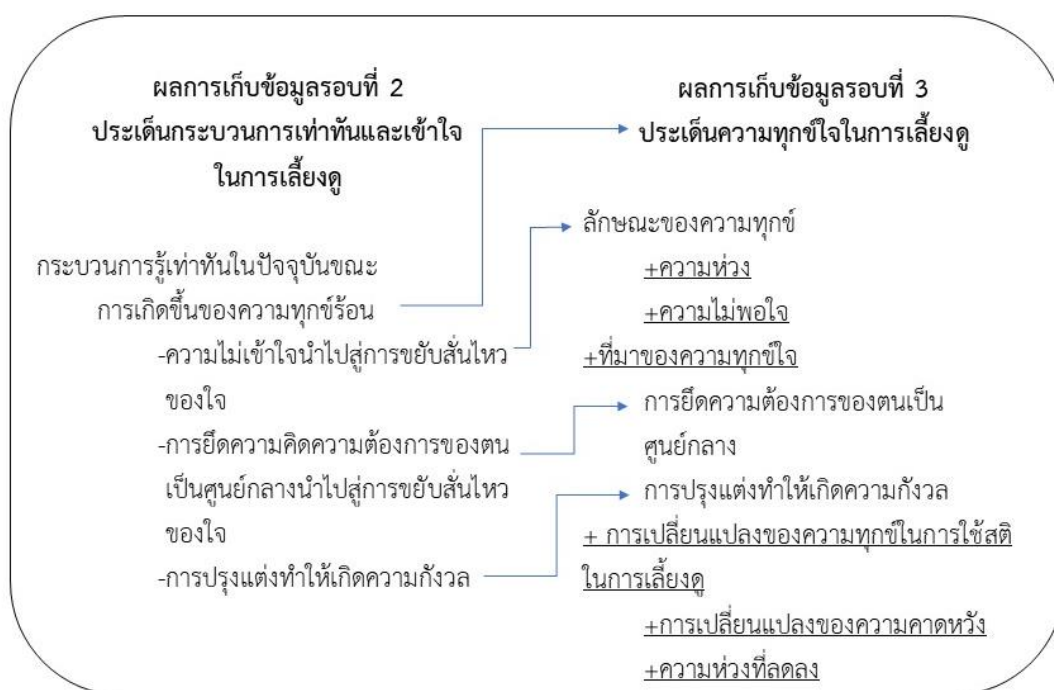 ผลการเก็บข้อมูลรอบที่ 2
ประเด็นกระบวนการเท่าทันและเข้าใจ
ในการเลี้ยงดู
กระบวนการรู้เท่าทันในปัจจุบันขณะ
การเกิดขึ้นของความทุกข์ร้อน
-ความไม่เข้าใจนำไปสู่การขยับสั่นไหว
ของใจ
-การยึดความคิดความต้องการของตน
เป็นศูนย์กลางนำไปสู่การขยับสั่นไหว
ของใจ
-การปรุงแต่งทำให้เกิดความกังวล
ผลการเก็บข้อมูลรอบที่ 3
ประเด็นความทุกข์ใจในการเลี้ยงดู
ลักษณะของความทุกข์
+ความห่วง
+ความไม่พอใจ
+ที่มาของความทุกข์ใจ
การยึดความต้องการของตนเป็น
ศูนย์กลาง
การปรุงแต่งทำให้เกิดความกังวล
+ การเปลี่ยนแปลงของความทุกข์ในการใช้สติ
ในการเลี้ยงดู
+การเปลี่ยนแปลงของความคาดหวัง
+ความห่วงที่ลดลง